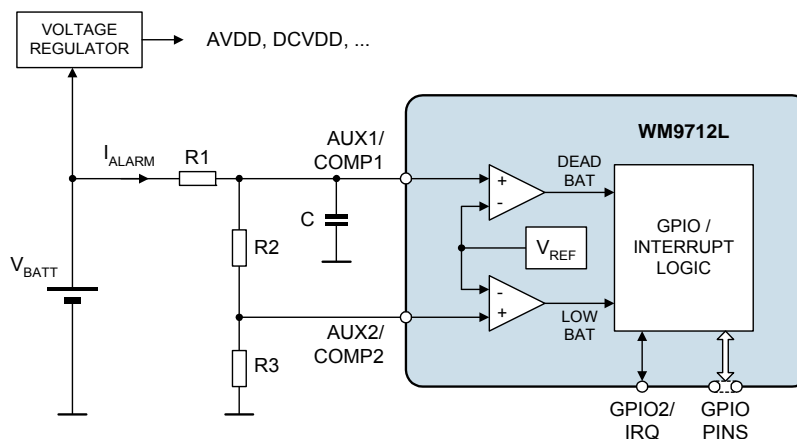 VOLTAGE
REGULATOR
AVDD, DCVDD, ...
WM9712L
I_ALARM
R1
AUX1/
COMP1
+
-
DEAD
BAT
C
R2
V_REF
GPIO /
INTERRUPT
LOGIC
V_BATT
-
+
LOW
BAT
AUX2/
COMP2
R3
GPIO2/
IRQ
GPIO
PINS